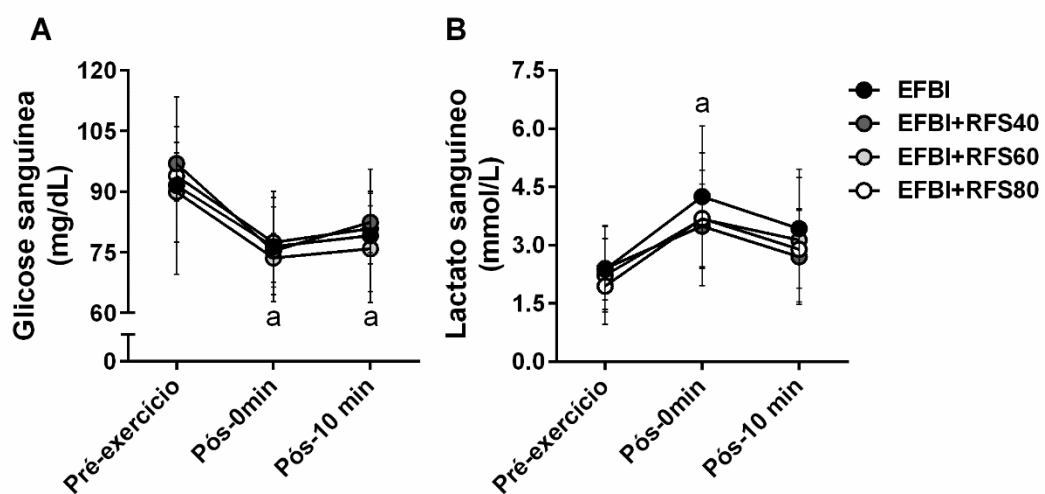 A
Glicose sanguínea
(mg/dL)
120
105
90
75
60
0
a
a
Pré-exercício
Pós-0min
Pós-10 min
B
Lactato sanguíneo
(mmol/L)
7.5
6.0
4.5
3.0
1.5
0.0
a
Pré-exercício
Pós-0min
Pós-10 min
EFBI
EFBI+RFS40
EFBI+RFS60
EFBI+RFS80